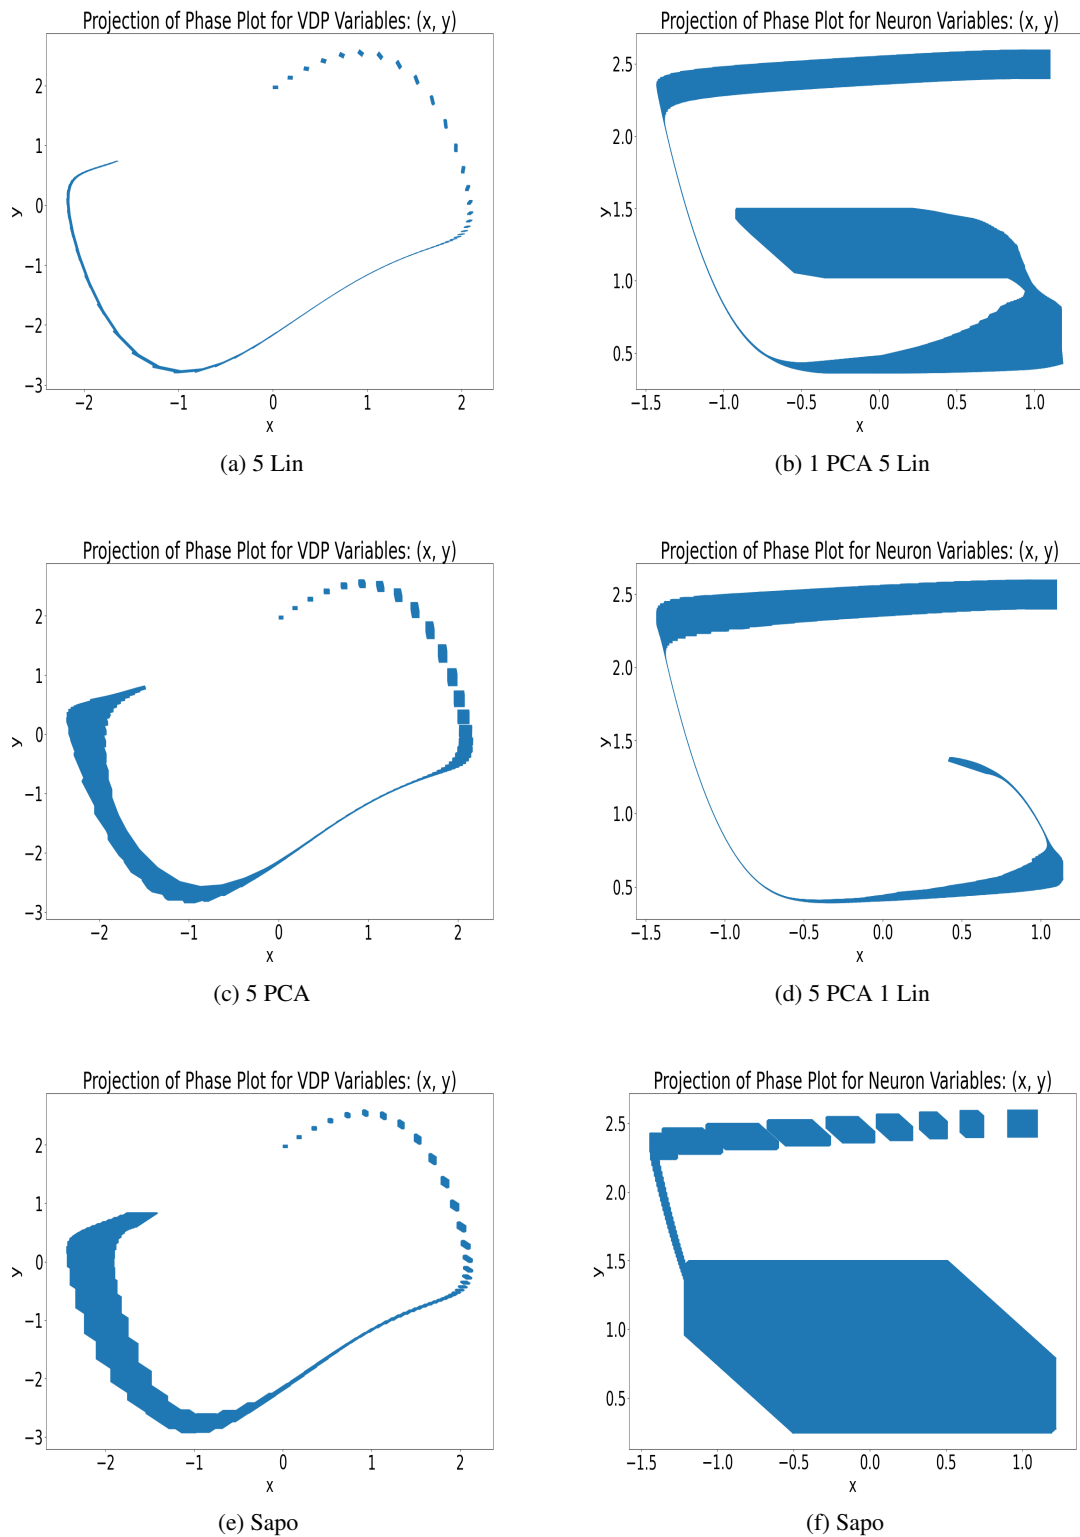 Projection of Phase Plot for VDP Variables: (x, y)
2
1
0
−1
−2
−3
y
−2 −1 0 1 2
x
(a) 5 Lin
Projection of Phase Plot for Neuron Variables: (x, y)
2.5
2.0
1.5
1.0
0.5
y
−1.5 −1.0 −0.5 0.0 0.5 1.0
x
(b) 1 PCA 5 Lin
Projection of Phase Plot for VDP Variables: (x, y)
2
1
0
−1
−2
−3
y
−2 −1 0 1 2
x
(c) 5 PCA
Projection of Phase Plot for Neuron Variables: (x, y)
2.5
2.0
1.5
1.0
0.5
y
−1.5 −1.0 −0.5 0.0 0.5 1.0
x
(d) 5 PCA 1 Lin
Projection of Phase Plot for VDP Variables: (x, y)
2
1
0
−1
−2
−3
y
−2 −1 0 1 2
x
(e) Sapo
Projection of Phase Plot for Neuron Variables: (x, y)
2.5
2.0
1.5
1.0
0.5
y
−1.5 −1.0 −0.5 0.0 0.5 1.0
x
(f) Sapo